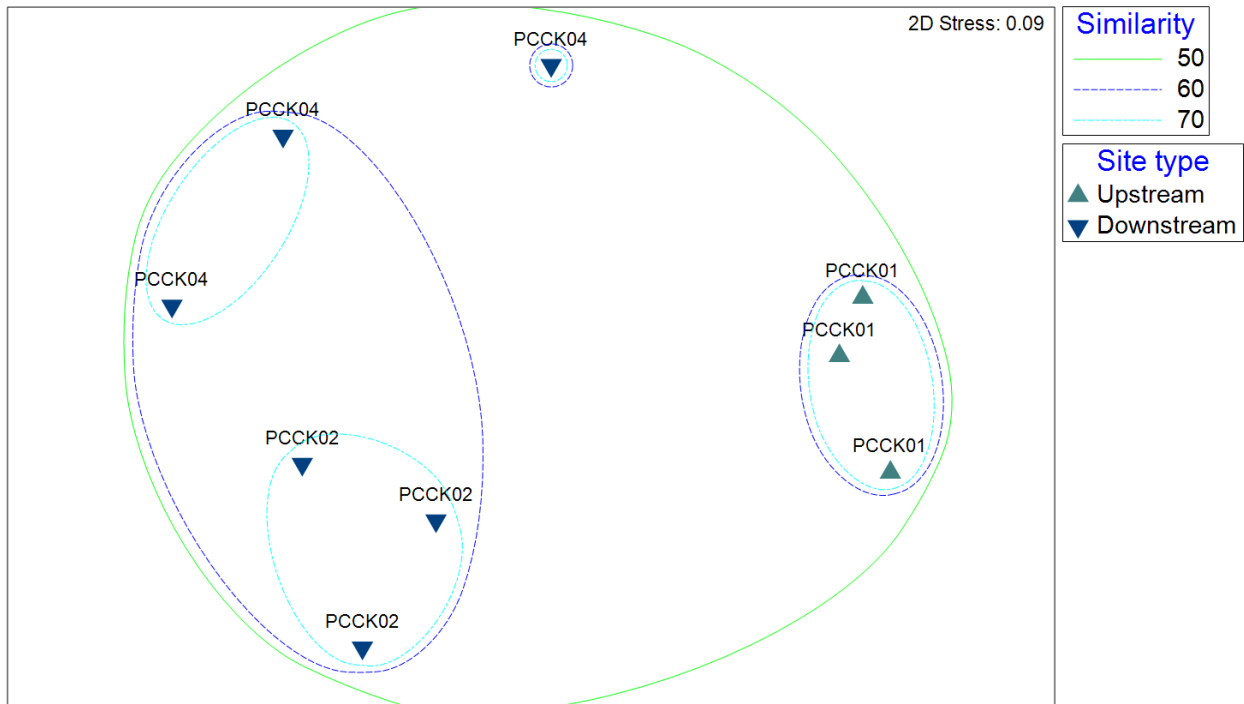 2D Stress: 0.09
PCCK04
PCCK04
PCCK04
PCCK01
PCCK01
PCCK01
PCCK02
PCCK02
PCCK02
Similarity
50
60
70
Site type
Upstream
Downstream